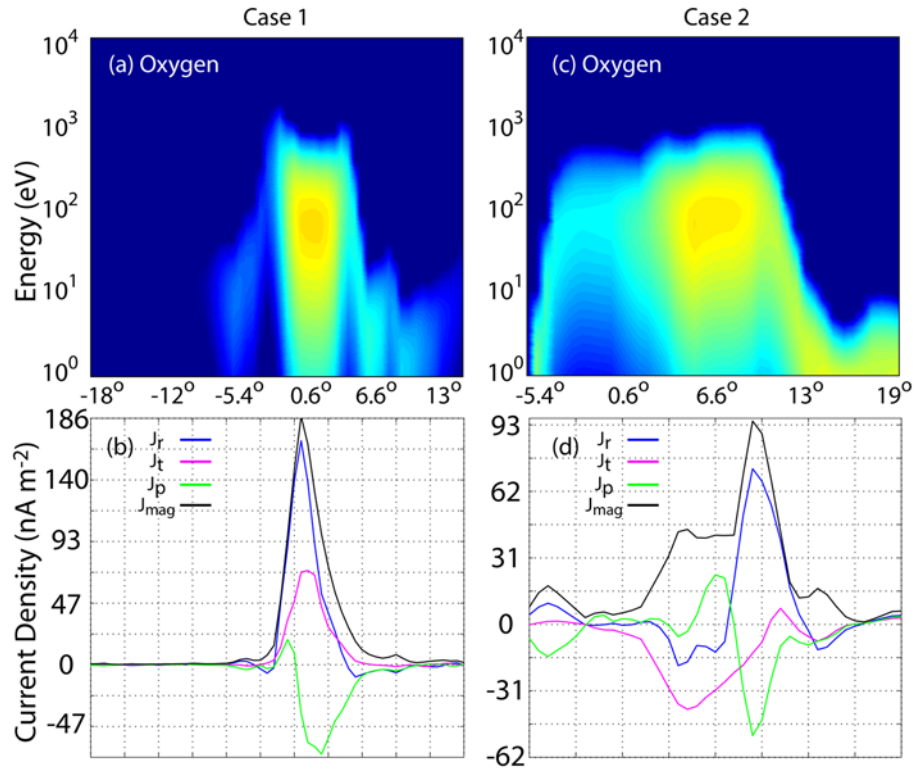 Case 1
Case 2
(a) Oxygen
(c) Oxygen
Energy (eV)
10⁴
10³
10²
10¹
10⁰
10⁴
10³
10²
10¹
10⁰
-18° -12° -5.4° 0.6° 6.6° 13°
-5.4° 0.6° 6.6° 13° 19°
Current Density (nA m⁻²)
(b)
Jr
Jt
Jp
Jmag
186
140
93
47
0
-47
(d)
Jr
Jt
Jp
Jmag
93
62
31
0
-31
-62